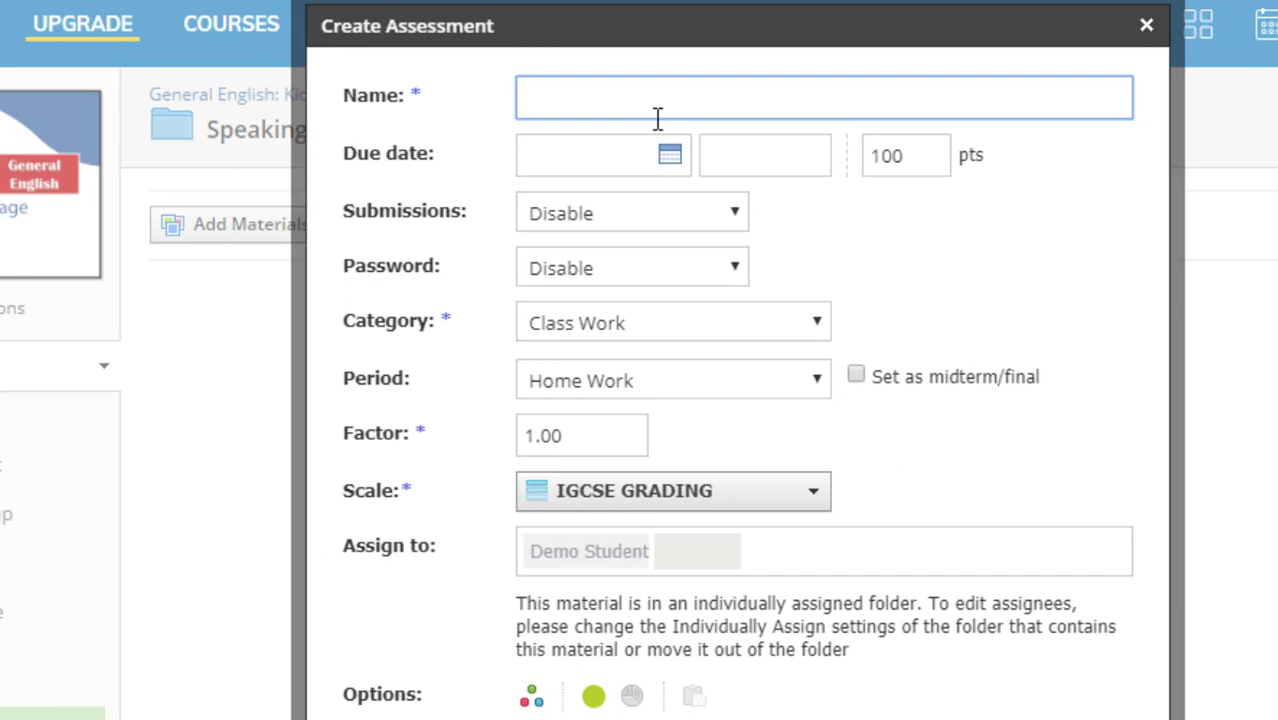 UPGRADE COURSES
Create Assessment
General English: Ki
Speaking
General
English
age
Add Materials
ons
Name: *
Due date: 100 pts
Submissions: Disable
Password: Disable
Category: * Class Work
Period: Home Work Set as midterm/final
Factor: * 1.00
Scale:* IGCSE GRADING
Assign to: Demo Student
This material is in an individually assigned folder. To edit assignees,
please change the Individually Assign settings of the folder that contains
this material or move it out of the folder
Options: